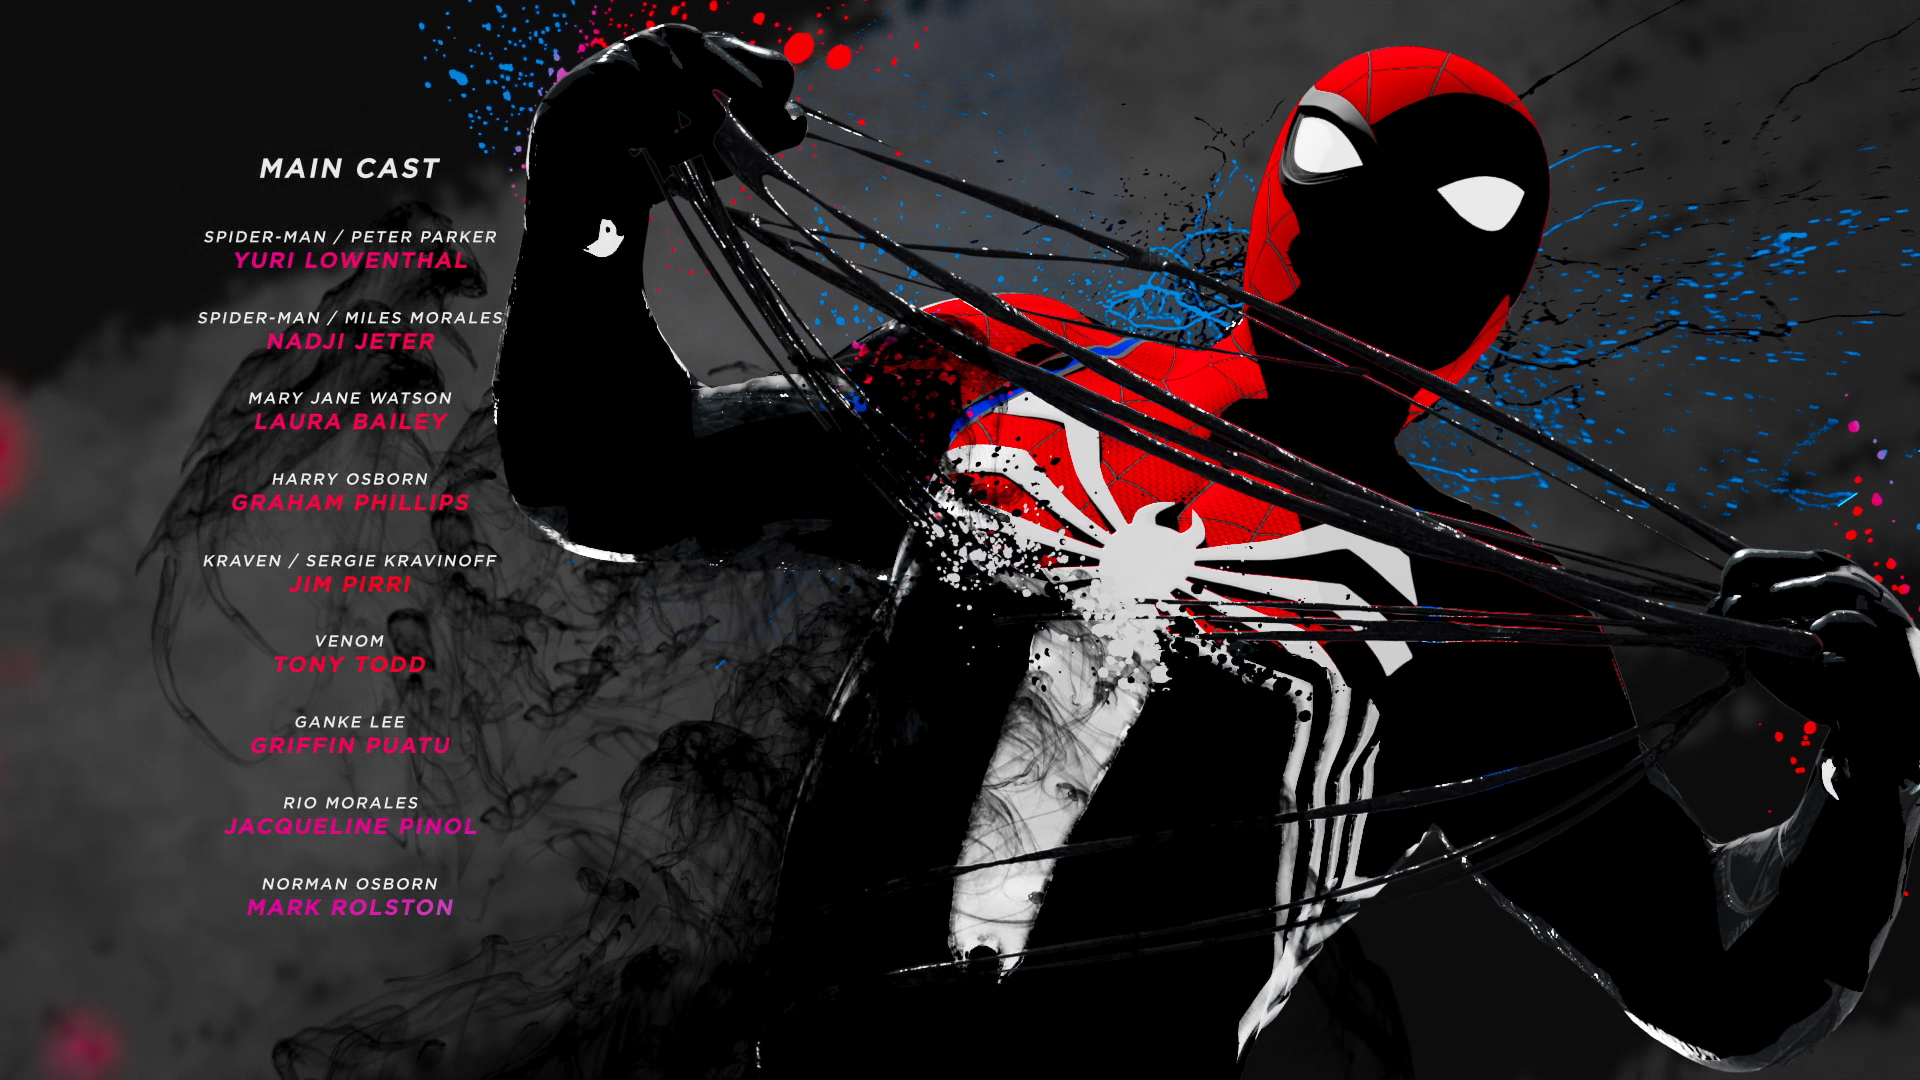 MAIN CAST
SPIDER-MAN / PETER PARKER
YURI LOWENTHAL
SPIDER-MAN / MILES MORALES
NADJI JETER
MARY JANE WATSON
LAURA BAILEY
HARRY OSBORN
GRAHAM PHILLIPS
KRAVEN / SERGIE KRAVINOFF
JIM PIRRI
VENOM
TONY TODD
GANKE LEE
GRIFFIN PUATU
RIO MORALES
JACQUELINE PINOL
NORMAN OSBORN
MARK ROLSTON